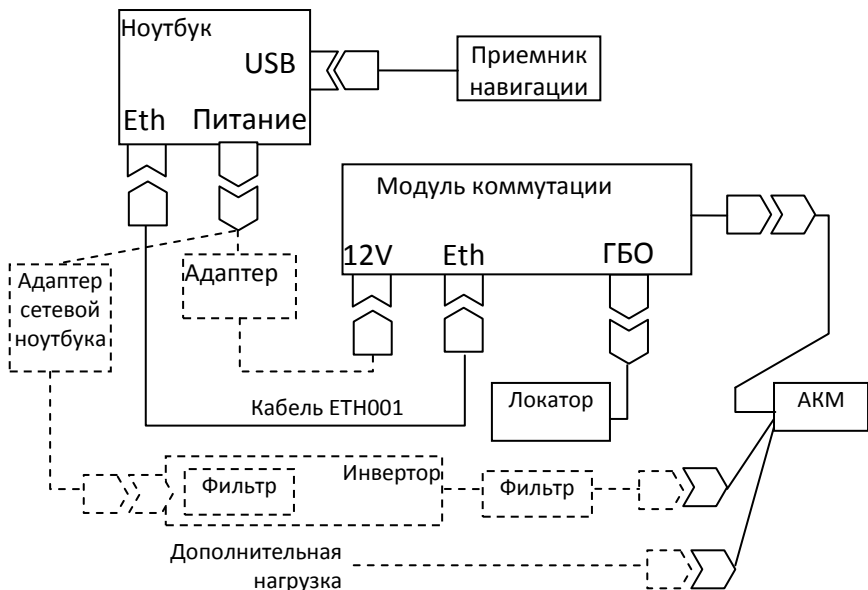 Ноутбук
USB
Eth Питание
Приемник
навигации
Модуль коммутации
12V Eth ГБО
Адаптер
сетевой
ноутбука
Адаптер
Кабель ETH001
Локатор
АКМ
Инвертор
Фильтр
Фильтр
Дополнительная
нагрузка